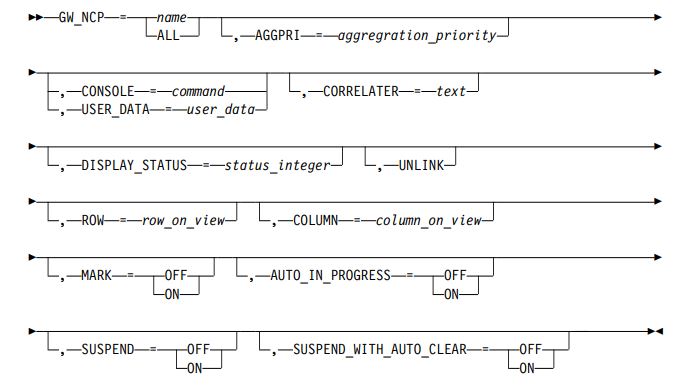 GW_NCP = name , AGGPRI = aggregration_priority
ALL
, CONSOLE = command , CORRELATER = text
, USER_DATA = user_data
, DISPLAY_STATUS = status_integer , UNLINK
, ROW = row_on_view , COLUMN = column_on_view
, MARK = OFF , AUTO_IN_PROGRESS = OFF
ON ON
, SUSPEND = OFF , SUSPEND_WITH_AUTO_CLEAR = OFF
ON ON